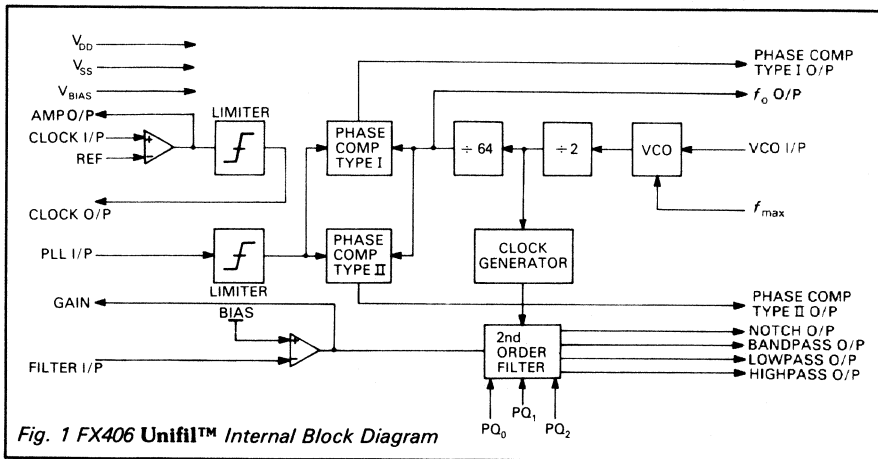 V_DD
V_SS
V_BIAS
AMP O/P
CLOCK I/P
REF
LIMITER
CLOCK O/P
PLL I/P
LIMITER
GAIN
BIAS
FILTER I/P
PHASE
COMP
TYPE I
PHASE
COMP
TYPE II
÷ 64
÷ 2
VCO
CLOCK
GENERATOR
2nd
ORDER
FILTER
PQ₀
PQ₁
PQ₂
PHASE COMP
TYPE I O/P
f₀ O/P
VCO I/P
f_max
PHASE COMP
TYPE II O/P
NOTCH O/P
BANDPASS O/P
LOWPASS O/P
HIGHPASS O/P
Fig. 1 FX406 Unifil™ Internal Block Diagram